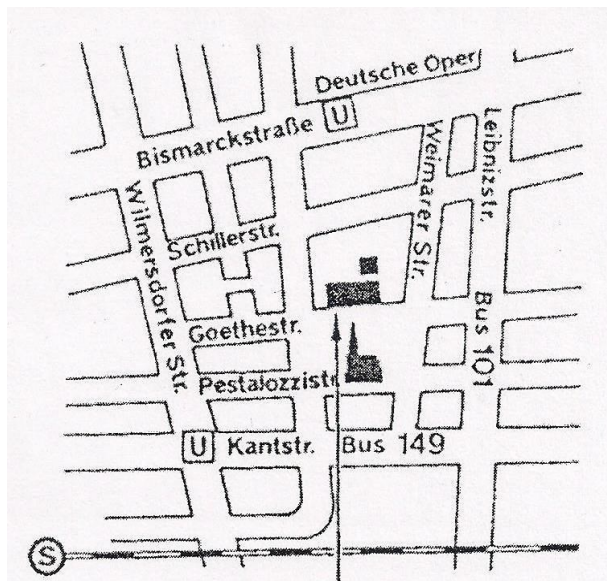 Deutsche Oper
U
Bismarckstraße
Weimarer Str.
Leibnizstr.
Wilmersdorfer Str.
Schillerstr.
Goethestr.
Bus 101
Pestalozzistr.
U Kantstr. Bus 149
S